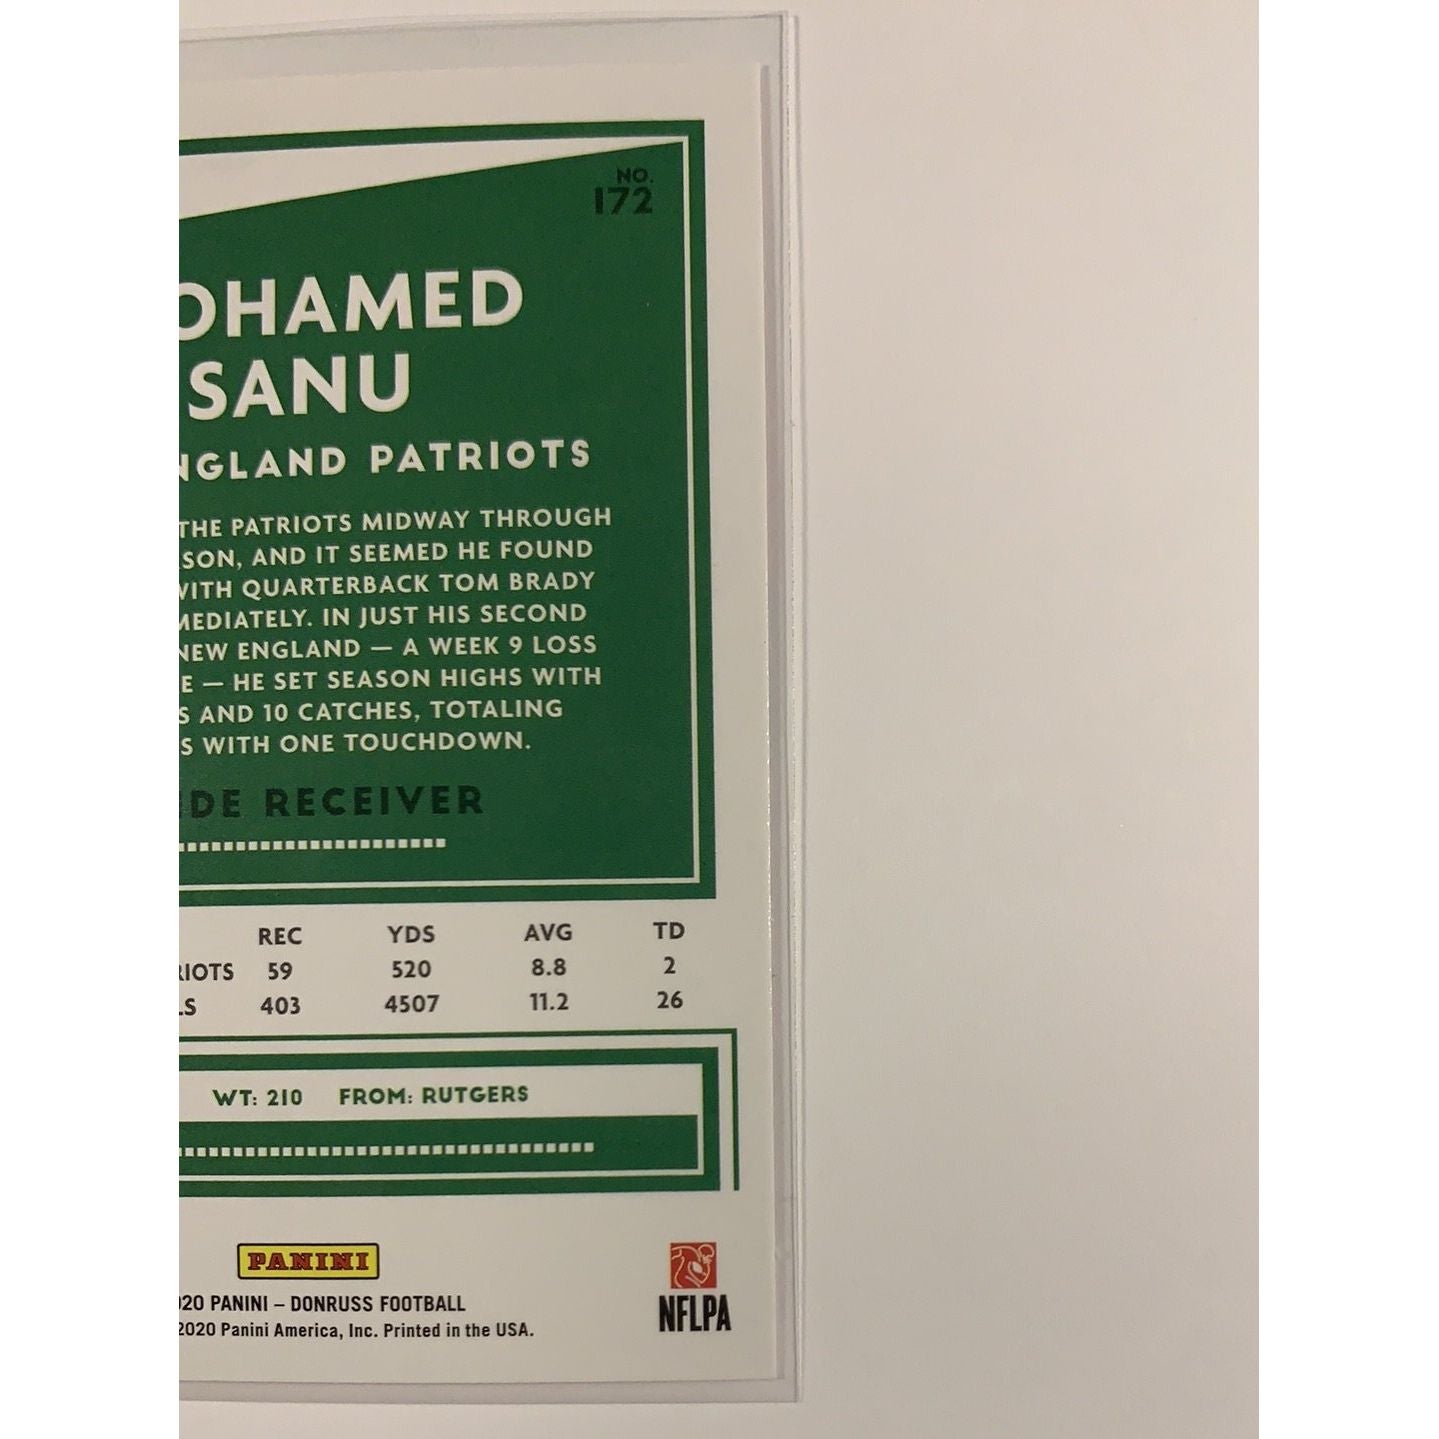 NO.
172
OHAMED
SANU
NGLAND PATRIOTS
THE PATRIOTS MIDWAY THROUGH
SON, AND IT SEEMED HE FOUND
WITH QUARTERBACK TOM BRADY
MEDIATELY. IN JUST HIS SECOND
NEW ENGLAND — A WEEK 9 LOSS
E — HE SET SEASON HIGHS WITH
S AND 10 CATCHES, TOTALING
S WITH ONE TOUCHDOWN.
IDE RECEIVER
REC YDS AVG TD
RIOTS 59 520 8.8 2
LS 403 4507 11.2 26
WT: 210 FROM: RUTGERS
PANINI
020 PANINI – DONRUSS FOOTBALL
2020 Panini America, Inc. Printed in the USA.
NFLPA